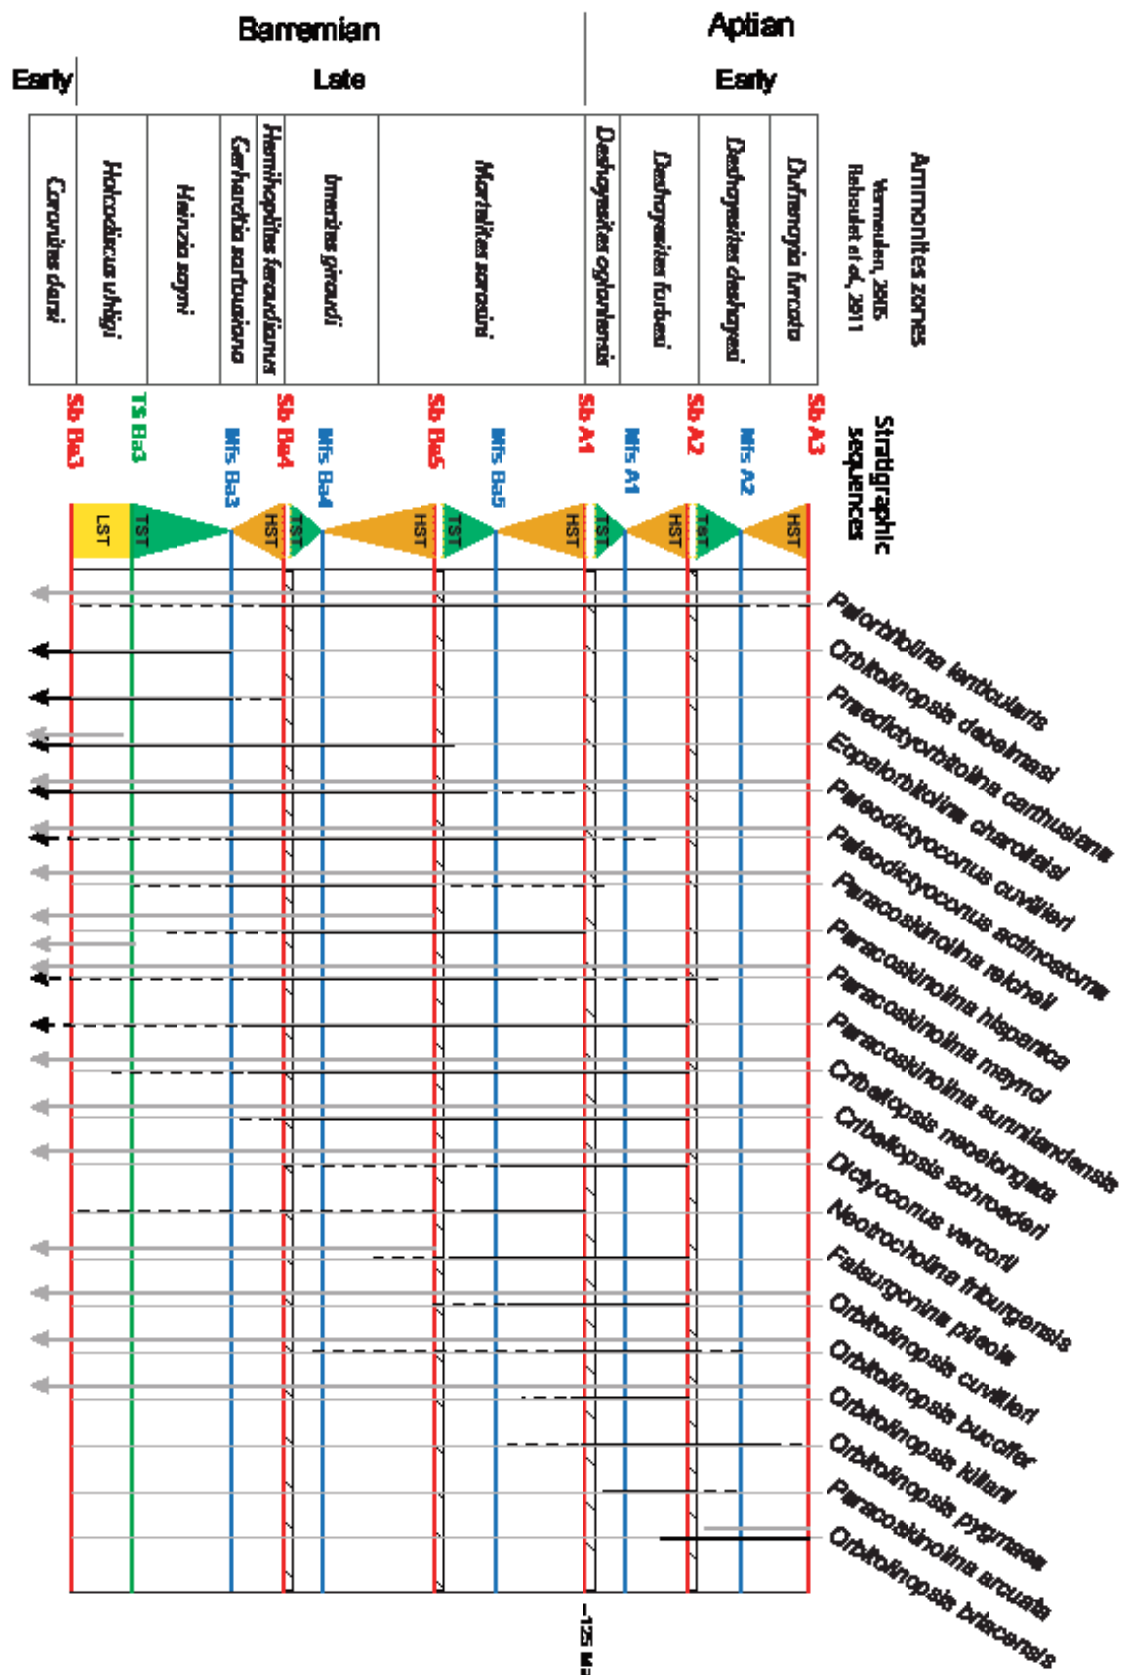 Barremian
Aptian
Early
Late
Early
Ammonites zones
Vermeulen, 2005
Reboulet et al., 2011
Coronites darsi
Holcodiscus uhligi
Heinzia sayni
Gerhardtia sartousiana
Hemihoplites feraudianus
Imerites giraudi
Martelites sarasini
Deshayesites oglanlensis
Deshayesites forbesi
Deshayesites deshayesi
Dufrenoyia furcata
Stratigraphic
sequences
Sb Ba3
TS Ba3
Mfs Ba3
Sb Ba4
Mfs Ba4
Sb Ba5
Mfs Ba5
Sb A1
Mfs A1
Sb A2
Mfs A2
Sb A3
LST
TST
HST
TST
HST
TST
HST
TST
HST
TST
HST
Palorbitolina lenticularis
Orbitolinopsis debelmasi
Praedictyorbitolina carthusiana
Eopalorbitolina charollaisi
Paleodictyoconus cuvillieri
Paleodictyoconus actinostoma
Paracoskinolina reicheli
Paracoskinolina hispanica
Paracoskinolina maynci
Paracoskinolina sunnilandensis
Cribellopsis neoelongata
Cribellopsis schroederi
Dictyoconus vercorii
Neotrocholina friburgensis
Falsurgonina pileola
Orbitolinopsis cuvillieri
Orbitolinopsis buccifer
Orbitolinopsis kiliani
Orbitolinopsis pygmaea
Paracoskinolina arcuata
Orbitolinopsis briacensis
~125 Ma